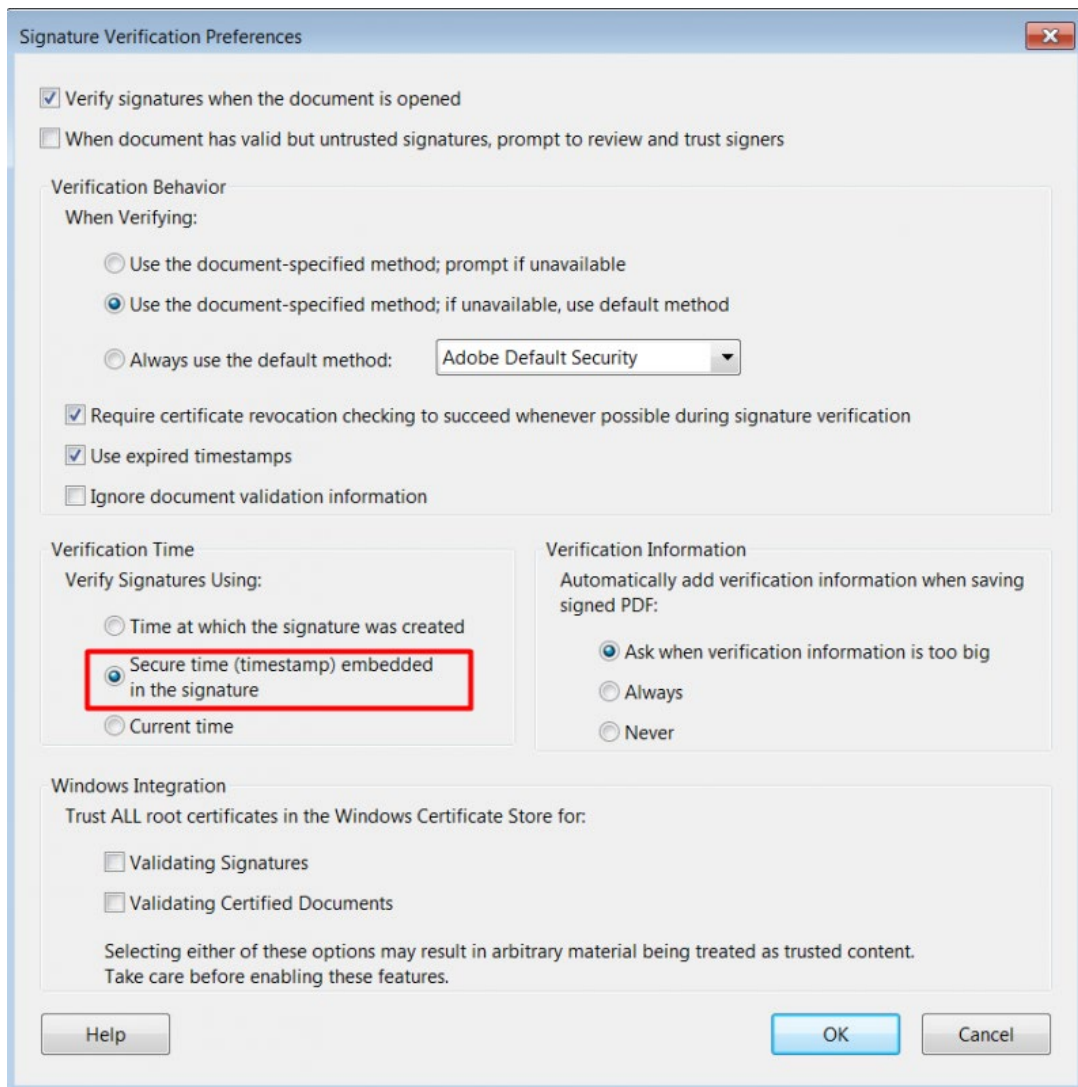 Signature Verification Preferences
Verify signatures when the document is opened
When document has valid but untrusted signatures, prompt to review and trust signers
Verification Behavior
When Verifying:
Use the document-specified method; prompt if unavailable
Use the document-specified method; if unavailable, use default method
Always use the default method: Adobe Default Security
Require certificate revocation checking to succeed whenever possible during signature verification
Use expired timestamps
Ignore document validation information
Verification Time
Verify Signatures Using:
Time at which the signature was created
Secure time (timestamp) embedded
in the signature
Current time
Verification Information
Automatically add verification information when saving
signed PDF:
Ask when verification information is too big
Always
Never
Windows Integration
Trust ALL root certificates in the Windows Certificate Store for:
Validating Signatures
Validating Certified Documents
Selecting either of these options may result in arbitrary material being treated as trusted content.
Take care before enabling these features.
Help OK Cancel